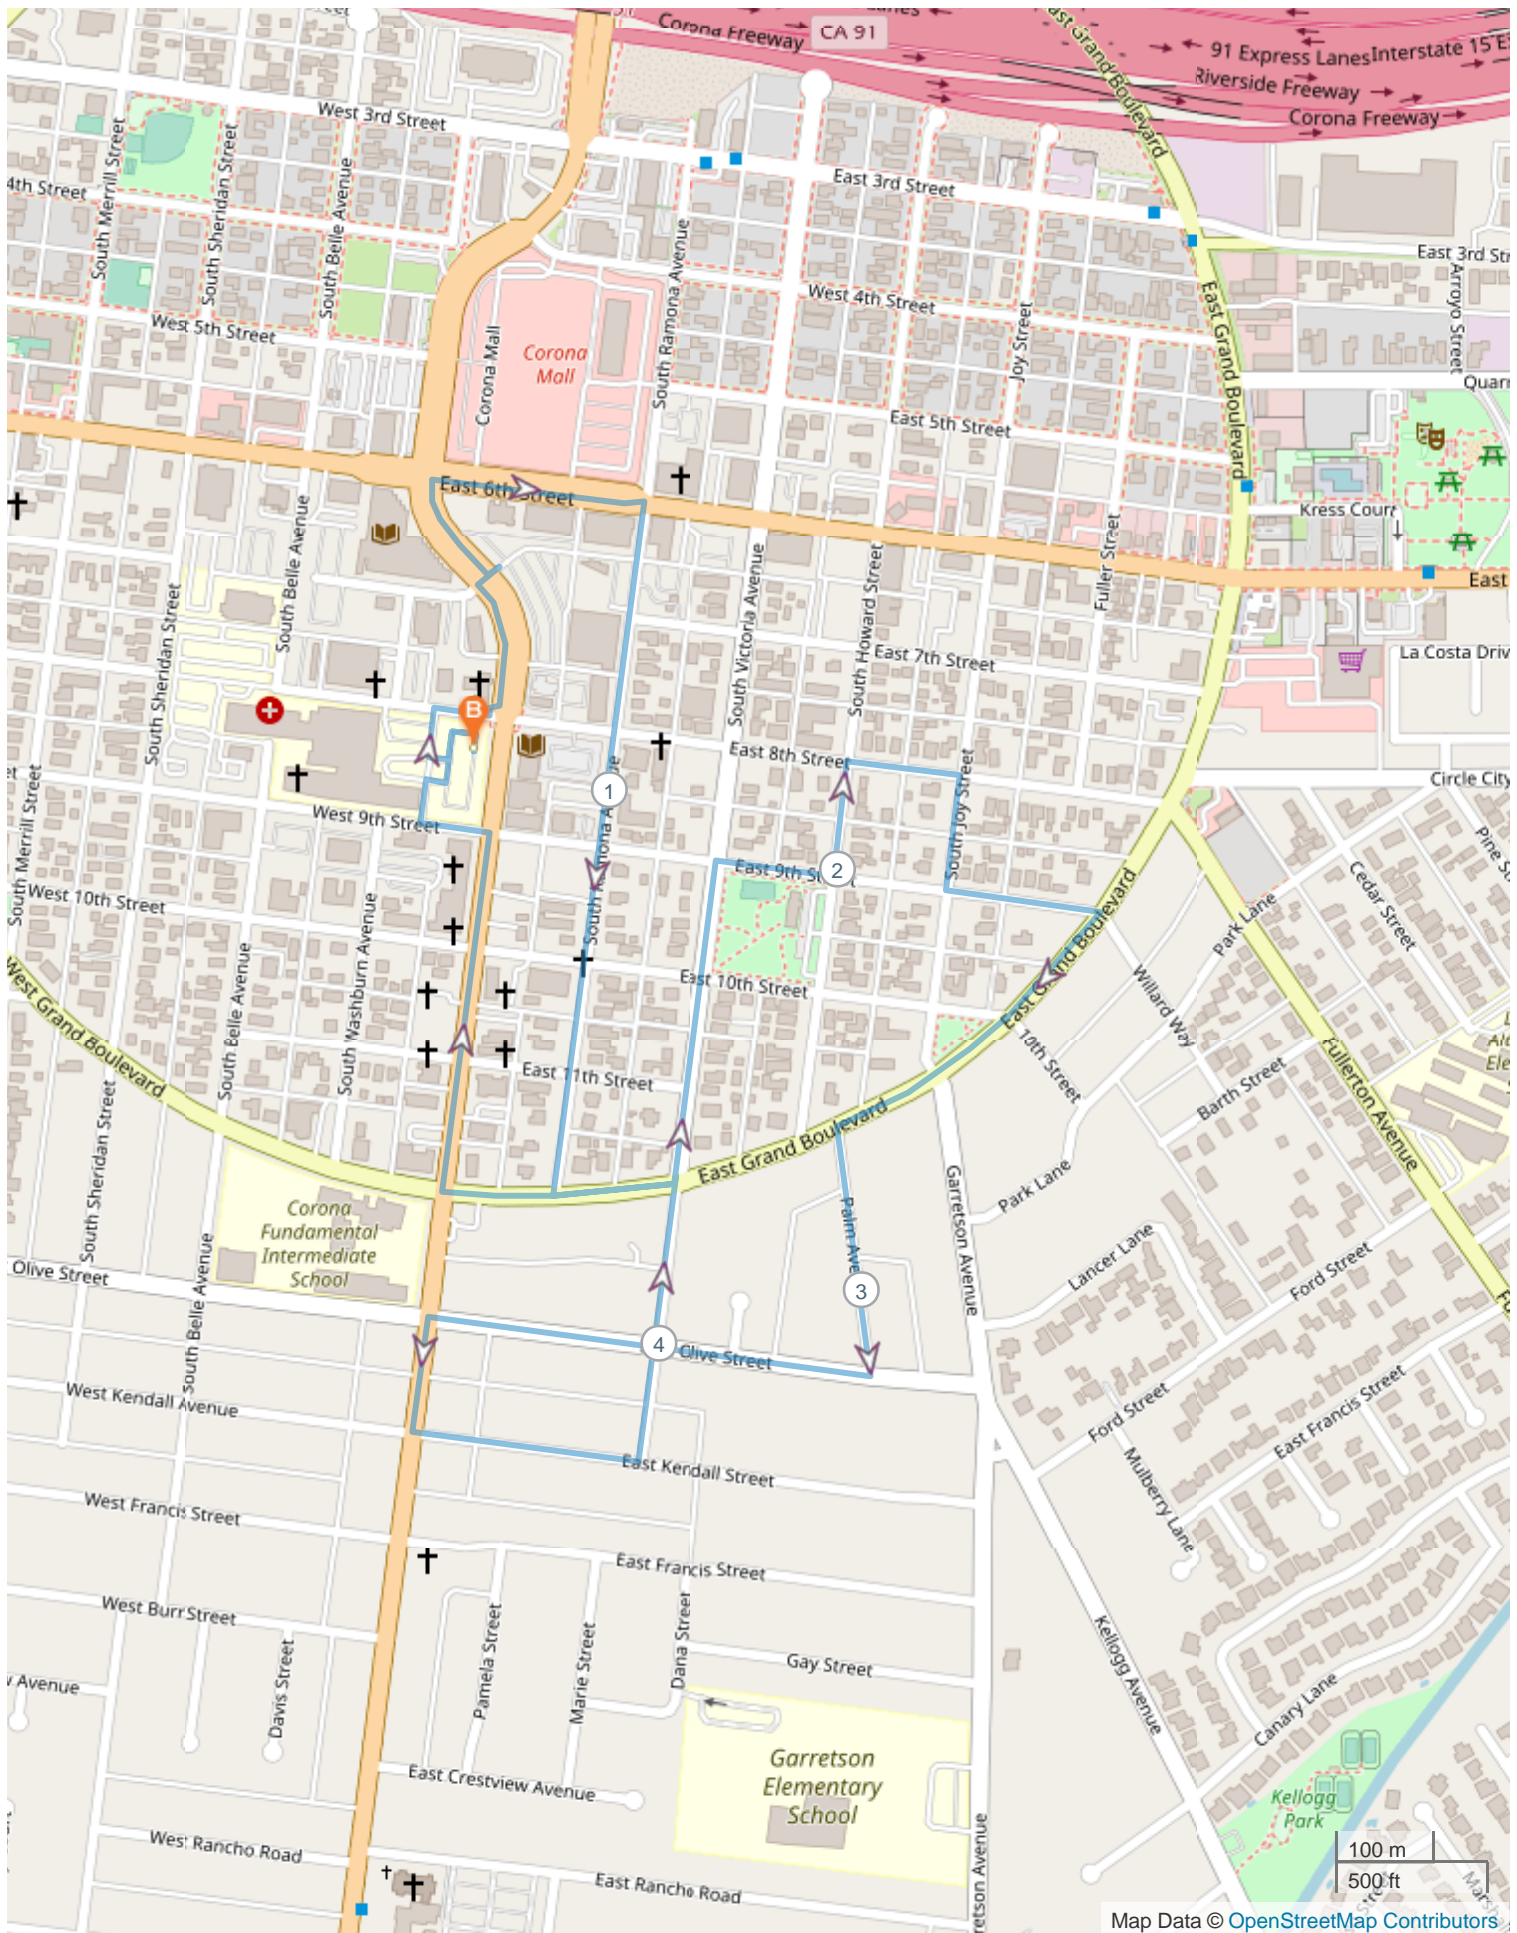 Corona Freeway
CA 91
East Grand Boulevard
91 Express Lanes
Interstate 15 E
Riverside Freeway
Corona Freeway
West 3rd Street
East 3rd Street
East 3rd Str
4th Street
South Merrill Street
South Sheridan Street
South Belle Avenue
South Ramona Avenue
West 4th Street
Joy Street
East Grand Boulevard
Arroyo Street
West 5th Street
Corona Mall
Corona
Mall
East 5th Street
East 6th Street
Kress Court
Fuller Street
East
South Belle Avenue
South Sheridan Street
South Victoria Avenue
South Howard Street
East 7th Street
La Costa Driv
B
East 8th Street
South Joy Street
Circle City
1
2
West 9th Street
East 9th Street
South Merrill Street
West 10th Street
South Ramona Avenue
East 10th Street
East Grand Boulevard
Park Lane
Cedar Street
Willard Way
10th Street
Barth Street
Fullerton Avenue
West Grand Boulevard
South Belle Avenue
South Washburn Avenue
East 11th Street
South Sheridan Street
East Grand Boulevard
Park Lane
Garretson Avenue
Corona
Fundamental
Intermediate
School
Palm Ave
3
Lancer Lane
Ford Street
Olive Street
South Belle Avenue
4
Olive Street
West Kendall Avenue
East Kendall Street
Ford Street
East Francis Street
Mulberry Lane
West Francis Street
East Francis Street
West Burr Street
Davis Street
Pamela Street
Marie Street
Dana Street
Gay Street
Kellogg Avenue
Canary Lane
w Avenue
East Crestview Avenue
Garretson
Elementary
School
Kellogg
Park
West Rancho Road
East Rancho Road
retson Avenue
100 m
500 ft
Map Data © OpenStreetMap Contributors